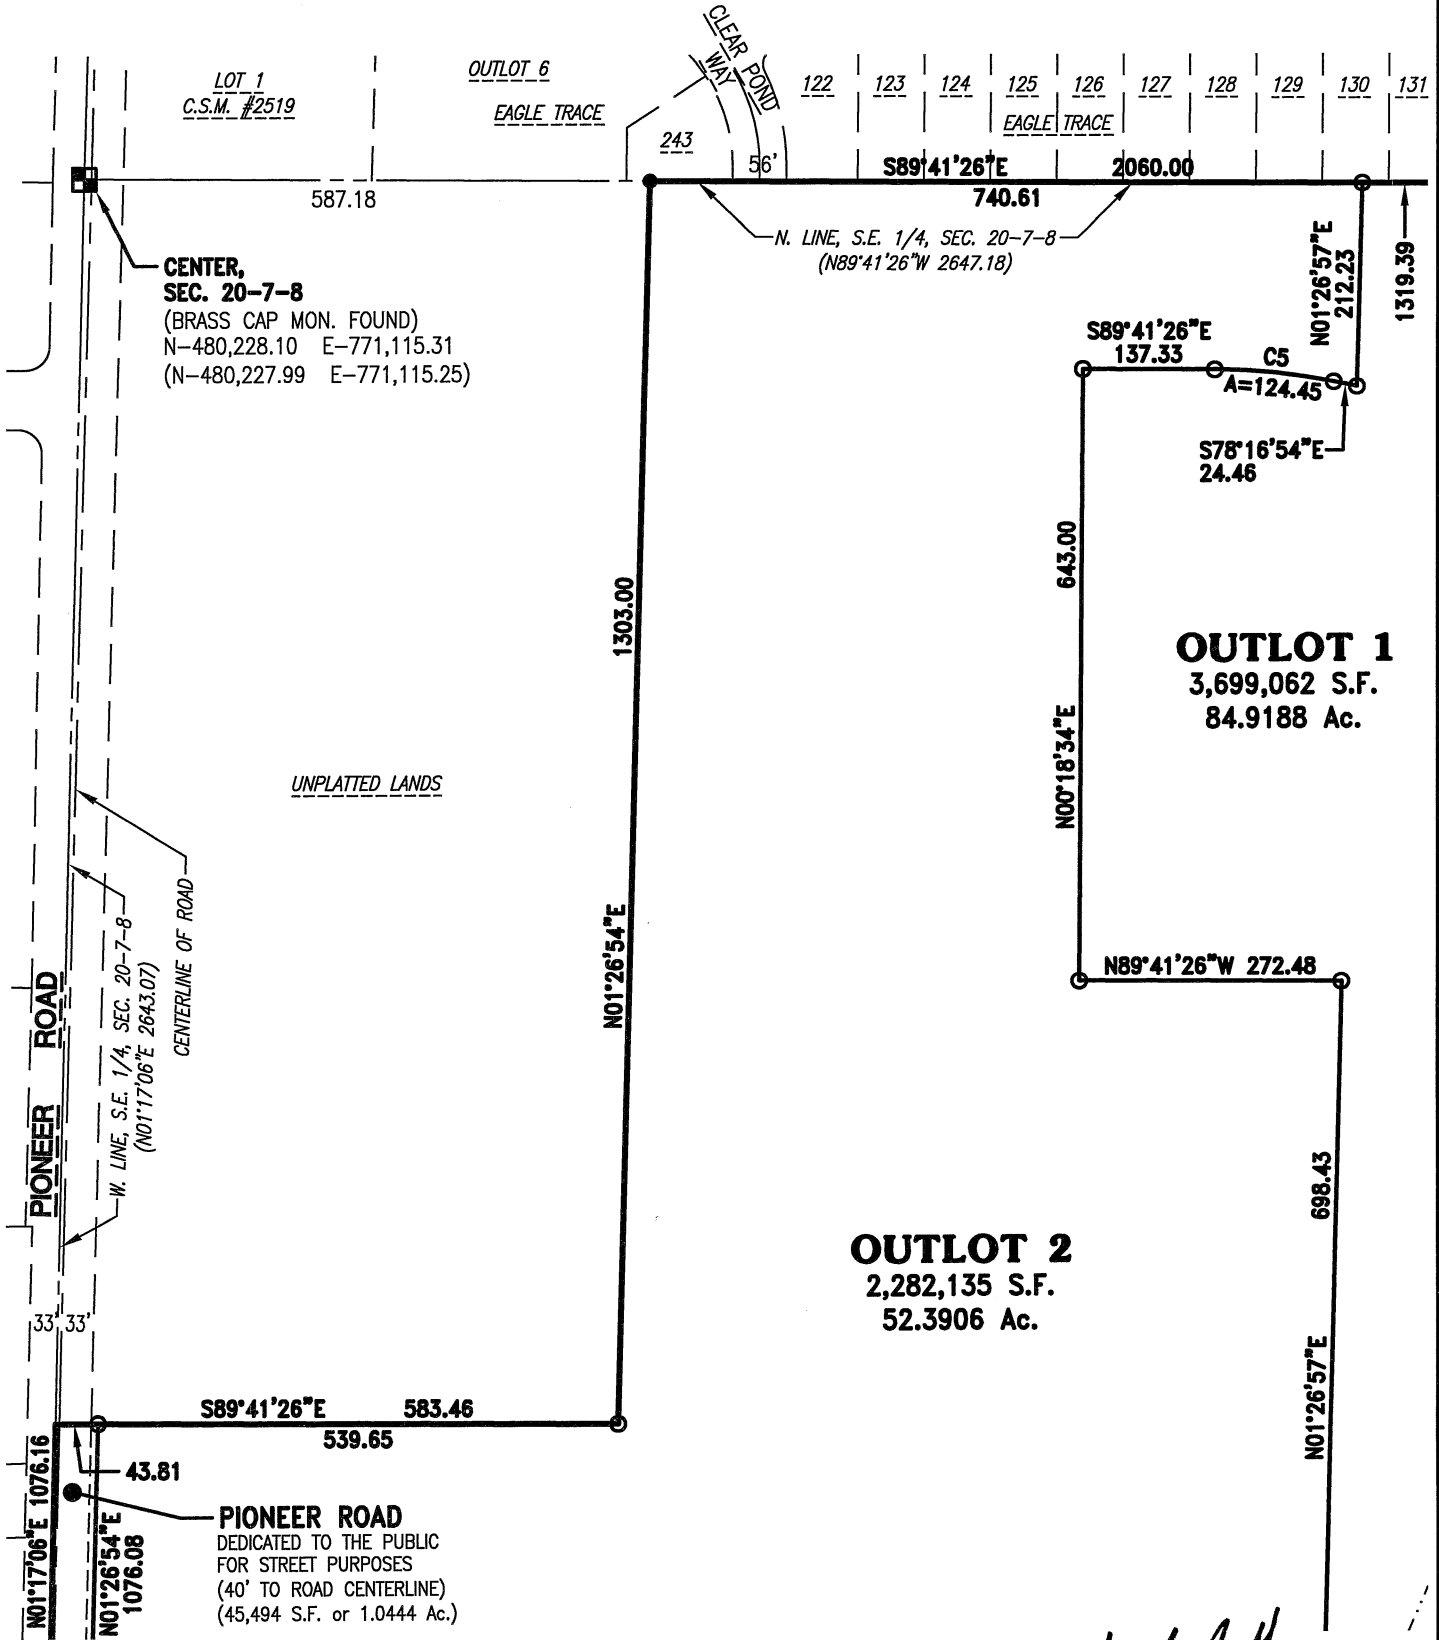 CLEAR POND
WAY
LOT 1
C.S.M. #2519
OUTLOT 6
EAGLE TRACE
243
56'
122
123
124
125
126
127
128
129
130
131
EAGLE TRACE
587.18
S89°41'26"E 2060.00
740.61
N. LINE, S.E. 1/4, SEC. 20-7-8
(N89°41'26"W 2647.18)
CENTER,
SEC. 20-7-8
(BRASS CAP MON. FOUND)
N-480,228.10 E-771,115.31
(N-480,227.99 E-771,115.25)
N01°26'57"E
212.23
1319.39
S89°41'26"E
137.33
C5
A=124.45
S78°16'54"E
24.46
1303.00
N01°26'54"E
643.00
N00°18'34"E
OUTLOT 1
3,699,062 S.F.
84.9188 Ac.
UNPLATTED LANDS
CENTERLINE OF ROAD
W. LINE, S.E. 1/4, SEC. 20-7-8
(N01°17'06"E 2643.07)
PIONEER ROAD
N89°41'26"W 272.48
698.43
N01°26'57"E
OUTLOT 2
2,282,135 S.F.
52.3906 Ac.
33' 33'
S89°41'26"E 583.46
539.65
43.81
N01°17'06"E 1076.16
N01°26'54"E
1076.08
PIONEER ROAD
DEDICATED TO THE PUBLIC
FOR STREET PURPOSES
(40' TO ROAD CENTERLINE)
(45,494 S.F. or 1.0444 Ac.)